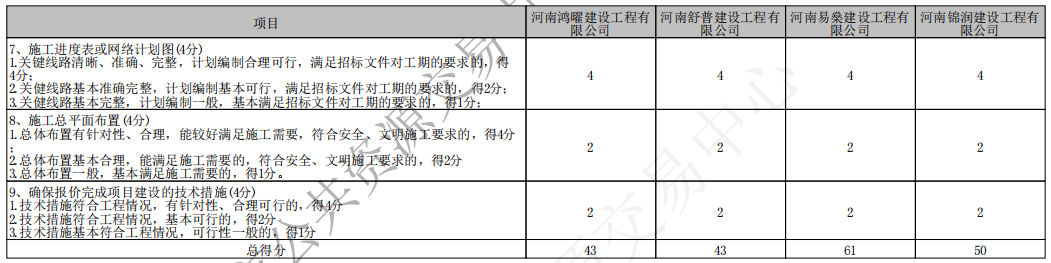 项目 河南鸿曜建设工程有限公司 河南舒普建设工程有限公司 河南易燊建设工程有限公司 河南锦润建设工程有限公司
7、施工进度表或网络计划图(4分)
1.关键线路清晰、准确、完整，计划编制合理可行，满足招标文件对工期的要求的，得
4分；
2.关健线路基本准确完整，计划编制基本可行，满足招标文件对工期的要求的，得2分；
3.关健线路基本完整，计划编制一般，基本满足招标文件对工期的要求的，得1分；
4 4 4 4
8、施工总平面布置(4分)
1.总体布置有针对性、合理，能较好满足施工需要，符合安全、文明施工要求的，得4分
；
2.总体布置基本合理，能满足施工需要的，符合安全、文明施工要求的，得2分
3.总体布置一般，基本满足施工需要的，得1分。
2 2 2 2
9、确保报价完成项目建设的技术措施(4分)
1.技术措施符合工程情况，有针对性、合理可行的，得4分
2.技术措施符合工程情况，基本可行的，得2分
3.技术措施基本符合工程情况，可行性一般的，得1分
2 2 2 2
总得分 43 43 61 50
公共资源交易中
源交易中心